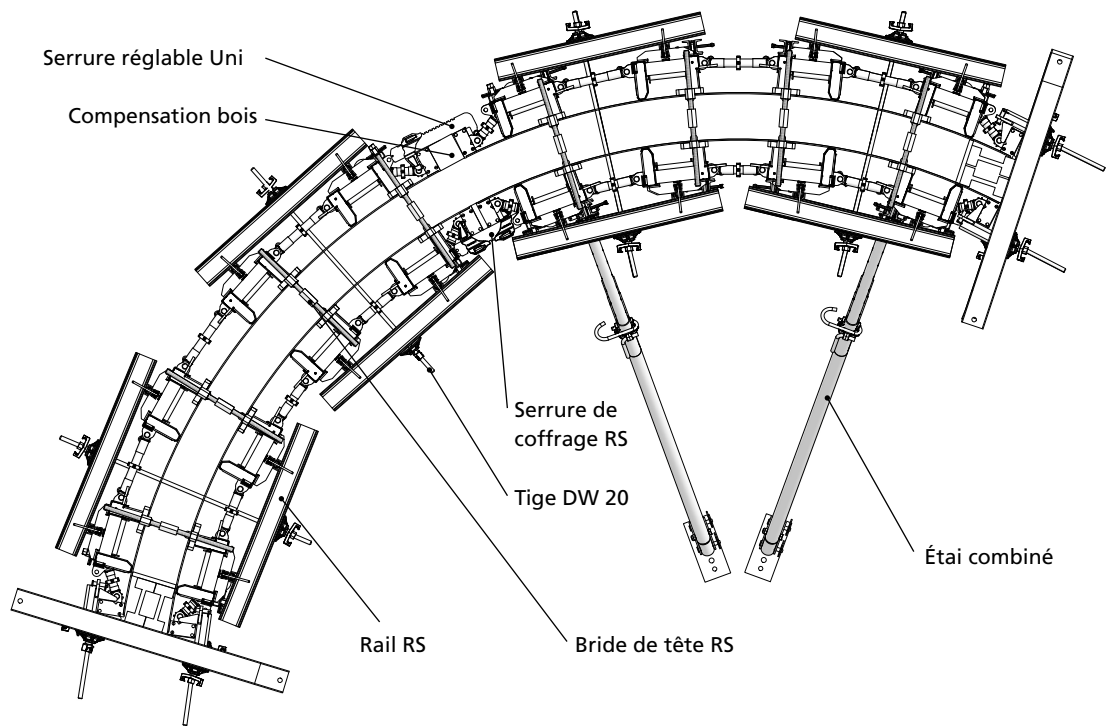 Serrure réglable Uni
Compensation bois
Serrure de
coffrage RS
Tige DW 20
Étai combiné
Rail RS
Bride de tête RS